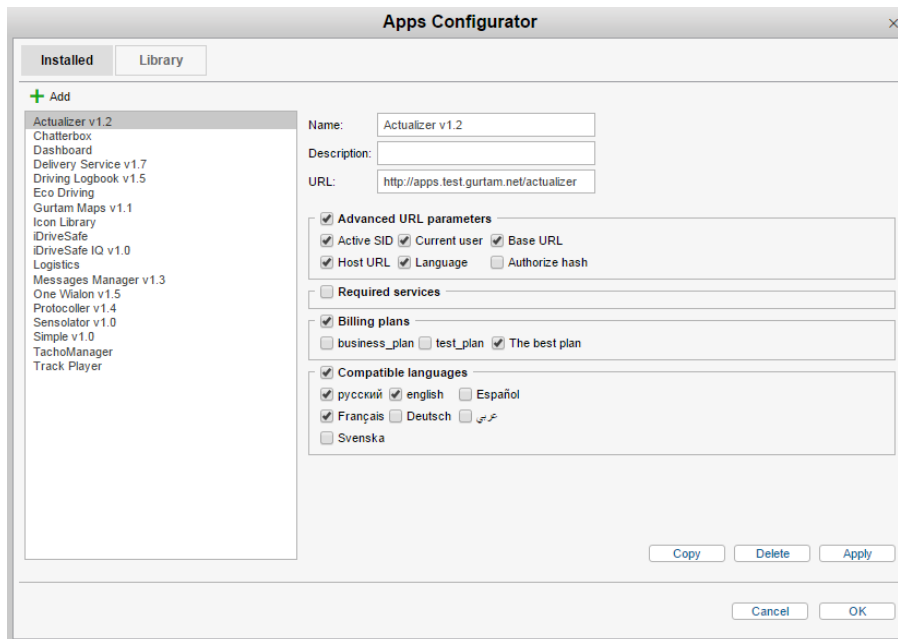 Apps Configurator
Installed Library
Add
Actualizer v1.2
Chatterbox
Dashboard
Delivery Service v1.7
Driving Logbook v1.5
Eco Driving
Gurtam Maps v1.1
Icon Library
iDriveSafe
iDriveSafe IQ v1.0
Logistics
Messages Manager v1.3
One Wialon v1.5
Protocoller v1.4
Sensolator v1.0
Simple v1.0
TachoManager
Track Player
Name: Actualizer v1.2
Description:
URL: http://apps.test.gurtam.net/actualizer
Advanced URL parameters
Active SID Current user Base URL
Host URL Language Authorize hash
Required services
Billing plans
business_plan test_plan The best plan
Compatible languages
русский english Español
Français Deutsch عربي
Svenska
Copy Delete Apply
Cancel OK